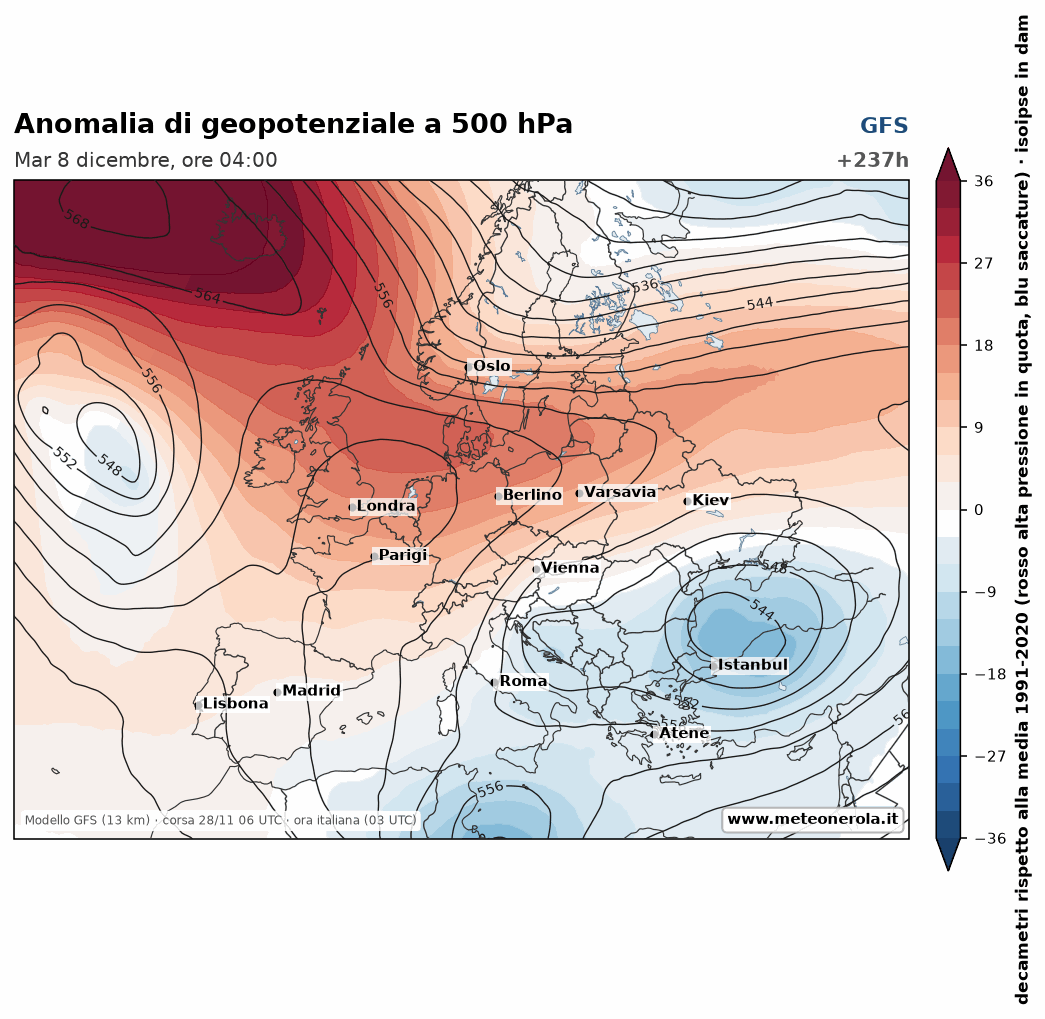 Anomalia di geopotenziale a 500 hPa
GFS
Mar 8 dicembre, ore 04:00
+237h
568
564
556
536
544
556
552
548
Oslo
Berlino
Varsavia
Kiev
Londra
Parigi
Vienna
548
544
Istanbul
Roma
Madrid
Lisbona
552
556
Atene
56
556
Modello GFS (13 km) · corsa 28/11 06 UTC · ora italiana (03 UTC)
www.meteonerola.it
36
27
18
9
0
−9
−18
−27
−36
decametri rispetto alla media 1991-2020 (rosso alta pressione in quota, blu saccature) · isoipse in dam